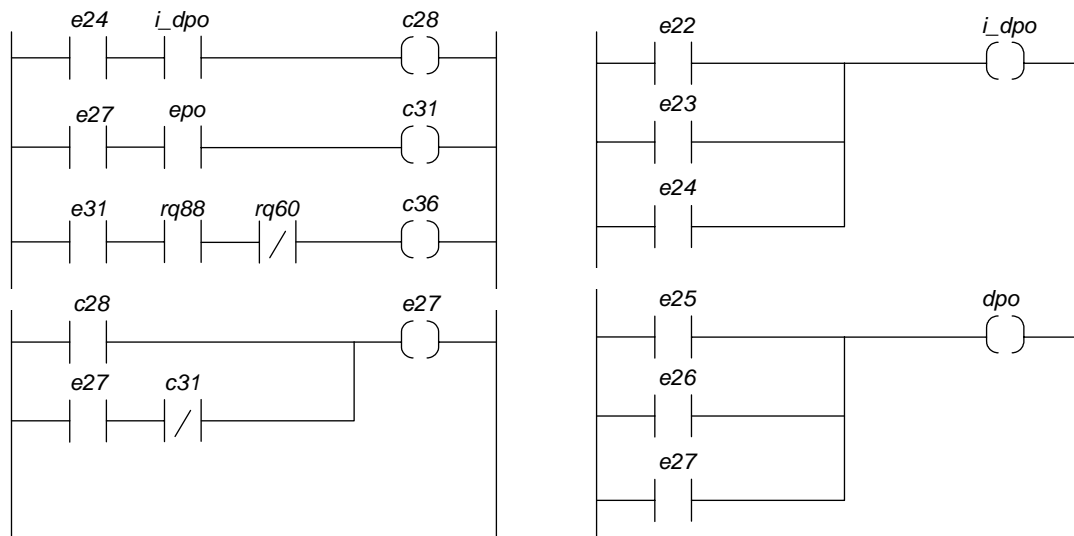 e24 i_dpo c28
e27 epo c31
e31 rq88 rq60 c36
c28 e27
e27 c31
e22 i_dpo
e23
e24
e25 dpo
e26
e27